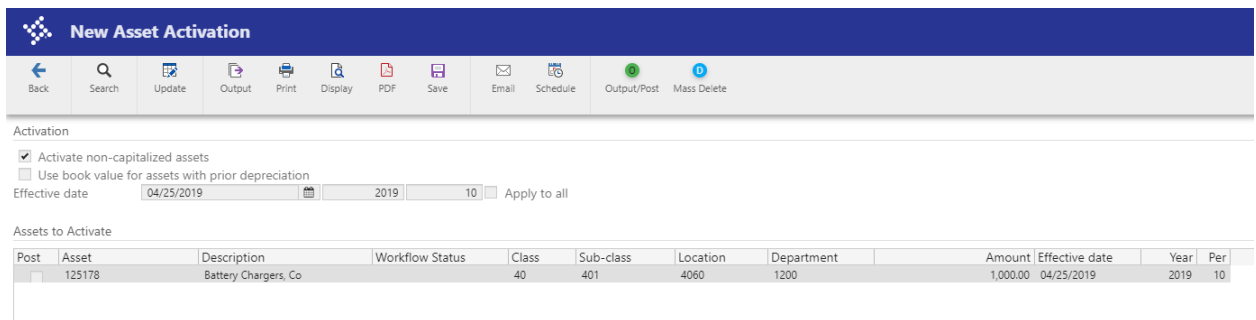 New Asset Activation
Back Search Update Output Print Display PDF Save Email Schedule O Output/Post D Mass Delete
Activation
Activate non-capitalized assets
Use book value for assets with prior depreciation
Effective date 04/25/2019 2019 10 Apply to all
Assets to Activate
Post Asset Description Workflow Status Class Sub-class Location Department Amount Effective date Year Per
125178 Battery Chargers, Co 40 401 4060 1200 1,000.00 04/25/2019 2019 10